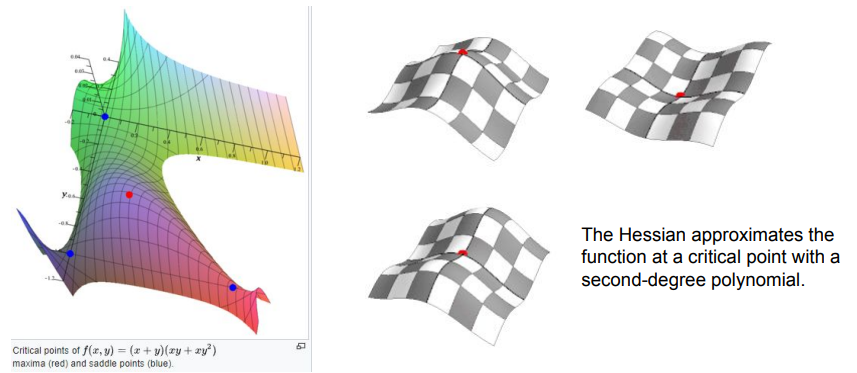 x
y
Critical points of f(x, y) = (x + y)(xy + xy²)
maxima (red) and saddle points (blue).
The Hessian approximates the
function at a critical point with a
second-degree polynomial.